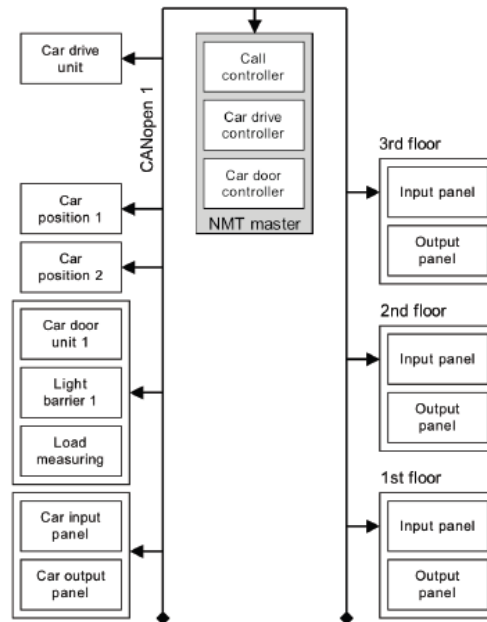 Car drive
unit
CANopen 1
Car
position 1
Car
position 2
Car door
unit 1
Light
barrier 1
Load
measuring
Car input
panel
Car output
panel
Call
controller
Car drive
controller
Car door
controller
NMT master
3rd floor
Input panel
Output
panel
2nd floor
Input panel
Output
panel
1st floor
Input panel
Output
panel